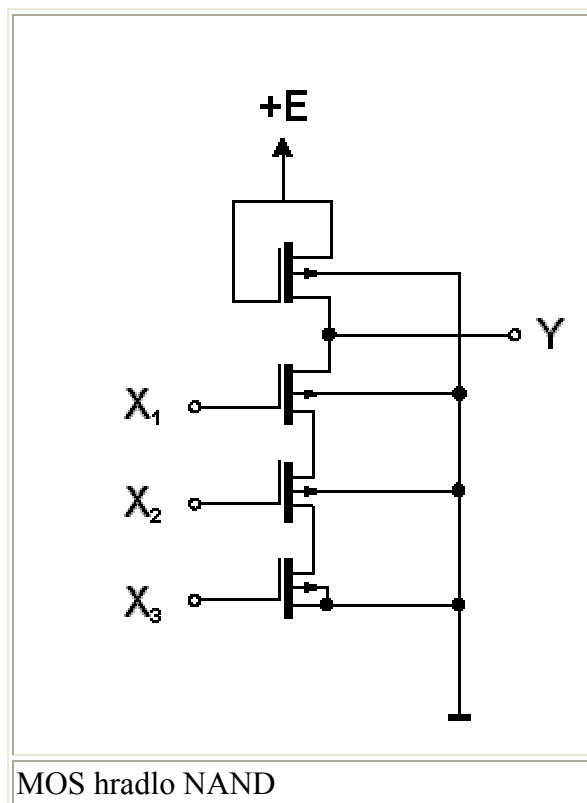 +E
Y
X₁
X₂
X₃
MOS hradlo NAND